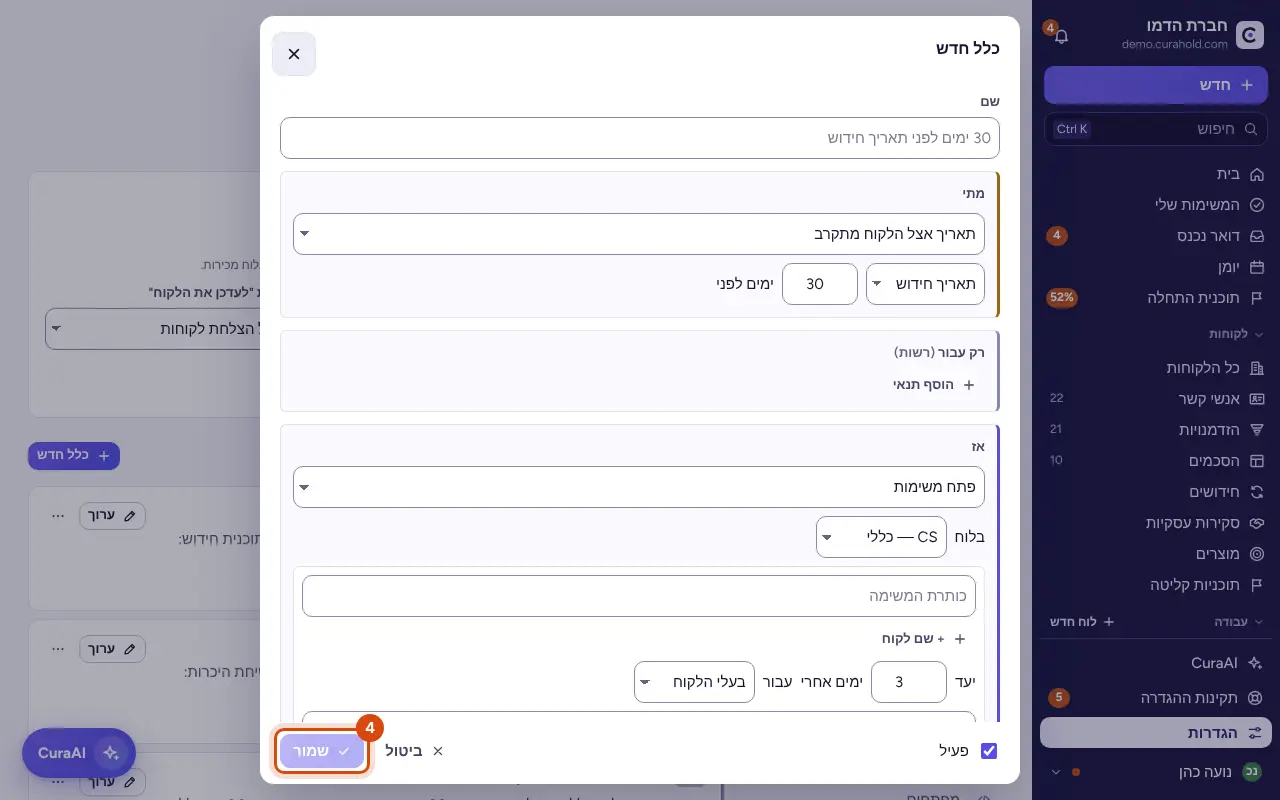 חברת הדמו
demo.curahold.com
4
חדש
חיפוש
Ctrl K
בית
המשימות שלי
דואר נכנס
4
יומן
תוכנית התחלה
52%
לקוחות
כל הלקוחות
אנשי קשר
22
הזדמנויות
21
הסכמים
10
חידושים
סקירות עסקיות
מוצרים
תוכניות קליטה
עבודה
לוח חדש
CuraAI
תקינות ההגדרה
5
הגדרות
נועה כהן
נכ
כלל חדש
שם
30 ימים לפני תאריך חידוש
מתי
תאריך אצל הלקוח מתקרב
תאריך חידוש
30
ימים לפני
רק עבור (רשות)
הוסף תנאי
אז
פתח משימות
בלוח
CS — כללי
כותרת המשימה
+ שם לקוח
יעד
3
ימים אחרי
עבור
בעלי הלקוח
פעיל
ביטול
שמור
4
לוח מכירות.
ת "לעדכן את הלקוח"
הצלחת לקוחות
כלל חדש
ערוך
תוכנית חידוש:
ערוך
שיחת היכרות:
ערוך
CuraAI